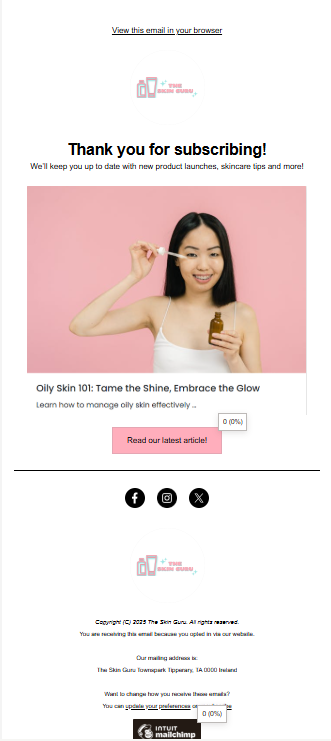 View this email in your browser
THE
SKIN GURU
Thank you for subscribing!
We'll keep you up to date with new product launches, skincare tips and more!
Oily Skin 101: Tame the Shine, Embrace the Glow
Learn how to manage oily skin effectively ...
0 (0%)
Read our latest article!
THE
SKIN GURU
Copyright (C) 2025 The Skin Guru. All rights reserved.
You are receiving this email because you opted in via our website.
Our mailing address is:
The Skin Guru Townspark Tipperary, TA 0000 Ireland
Want to change how you receive these emails?
You can update your preferences or
0 (0%)
INTUIT
mailchimp